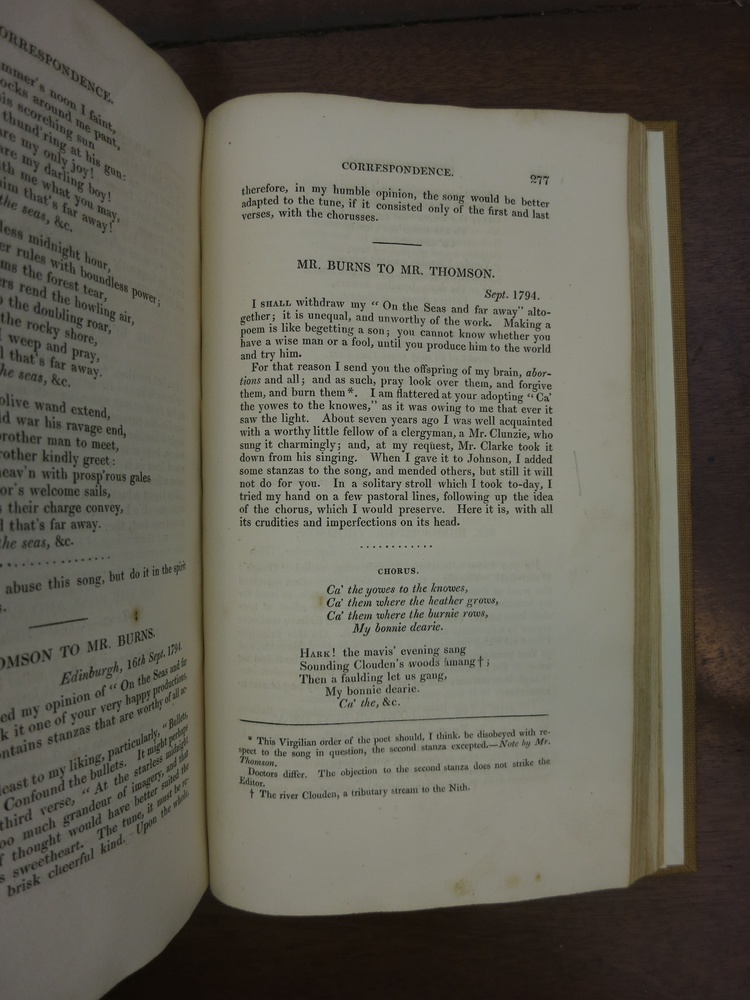 CORRESPONDENCE.
mmer's noon I faint,
ocks around me pant,
is scorching sun
thund'ring at his gun:
are my only joy!
are my darling boy!
th me what you may,
him that's far away!
the seas, &c.
less midnight hour,
er rules with boundless power;
ms the forest tear,
ers rend the howling air,
the doubling roar,
the rocky shore,
weep and pray,
that's far away.
he seas, &c.
olive wand extend,
ld war his ravage end,
brother man to meet,
rother kindly greet:
heav'n with prosp'rous gales
or's welcome sails,
their charge convey,
that's far away.
he seas, &c.
abuse this song, but do it in the spirit
OMSON TO MR. BURNS.
Edinburgh, 16th Sept. 1794.
ed my opinion of "On the Seas and far
k it one of your very happy productions,
ontains stanzas that are worthy of all ac-
east to my liking, particularly, "Bullets,
Confound the bullets. It might perhaps
third verse, "At the starless midnight
oo much grandeur of imagery, and that
f thought would have better suited the
s sweetheart. The tune, it must be re-
brisk cheerful kind. Upon the whole,
CORRESPONDENCE. 277
therefore, in my humble opinion, the song would be better
adapted to the tune, if it consisted only of the first and last
verses, with the chorusses.
MR. BURNS TO MR. THOMSON.
Sept. 1794.
I SHALL withdraw my "On the Seas and far away" alto-
gether; it is unequal, and unworthy of the work. Making a
poem is like begetting a son; you cannot know whether you
have a wise man or a fool, until you produce him to the world
and try him.
For that reason I send you the offspring of my brain, abor-
tions and all; and as such, pray look over them, and forgive
them, and burn them*. I am flattered at your adopting "Ca'
the yowes to the knowes," as it was owing to me that ever it
saw the light. About seven years ago I was well acquainted
with a worthy little fellow of a clergyman, a Mr. Clunzie, who
sung it charmingly; and, at my request, Mr. Clarke took it
down from his singing. When I gave it to Johnson, I added
some stanzas to the song, and mended others, but still it will
not do for you. In a solitary stroll which I took to-day, I
tried my hand on a few pastoral lines, following up the idea
of the chorus, which I would preserve. Here it is, with all
its crudities and imperfections on its head.
............
CHORUS.
Ca' the yowes to the knowes,
Ca' them where the heather grows,
Ca' them where the burnie rows,
My bonnie dearie.
HARK! the mavis' evening sang
Sounding Clouden's woods amang†;
Then a faulding let us gang,
My bonnie dearie.
Ca' the, &c.
* This Virgilian order of the poet should, I think, be disobeyed with re-
spect to the song in question, the second stanza excepted.—Note by Mr.
Thomson.
Doctors differ. The objection to the second stanza does not strike the
Editor.
† The river Clouden, a tributary stream to the Nith.